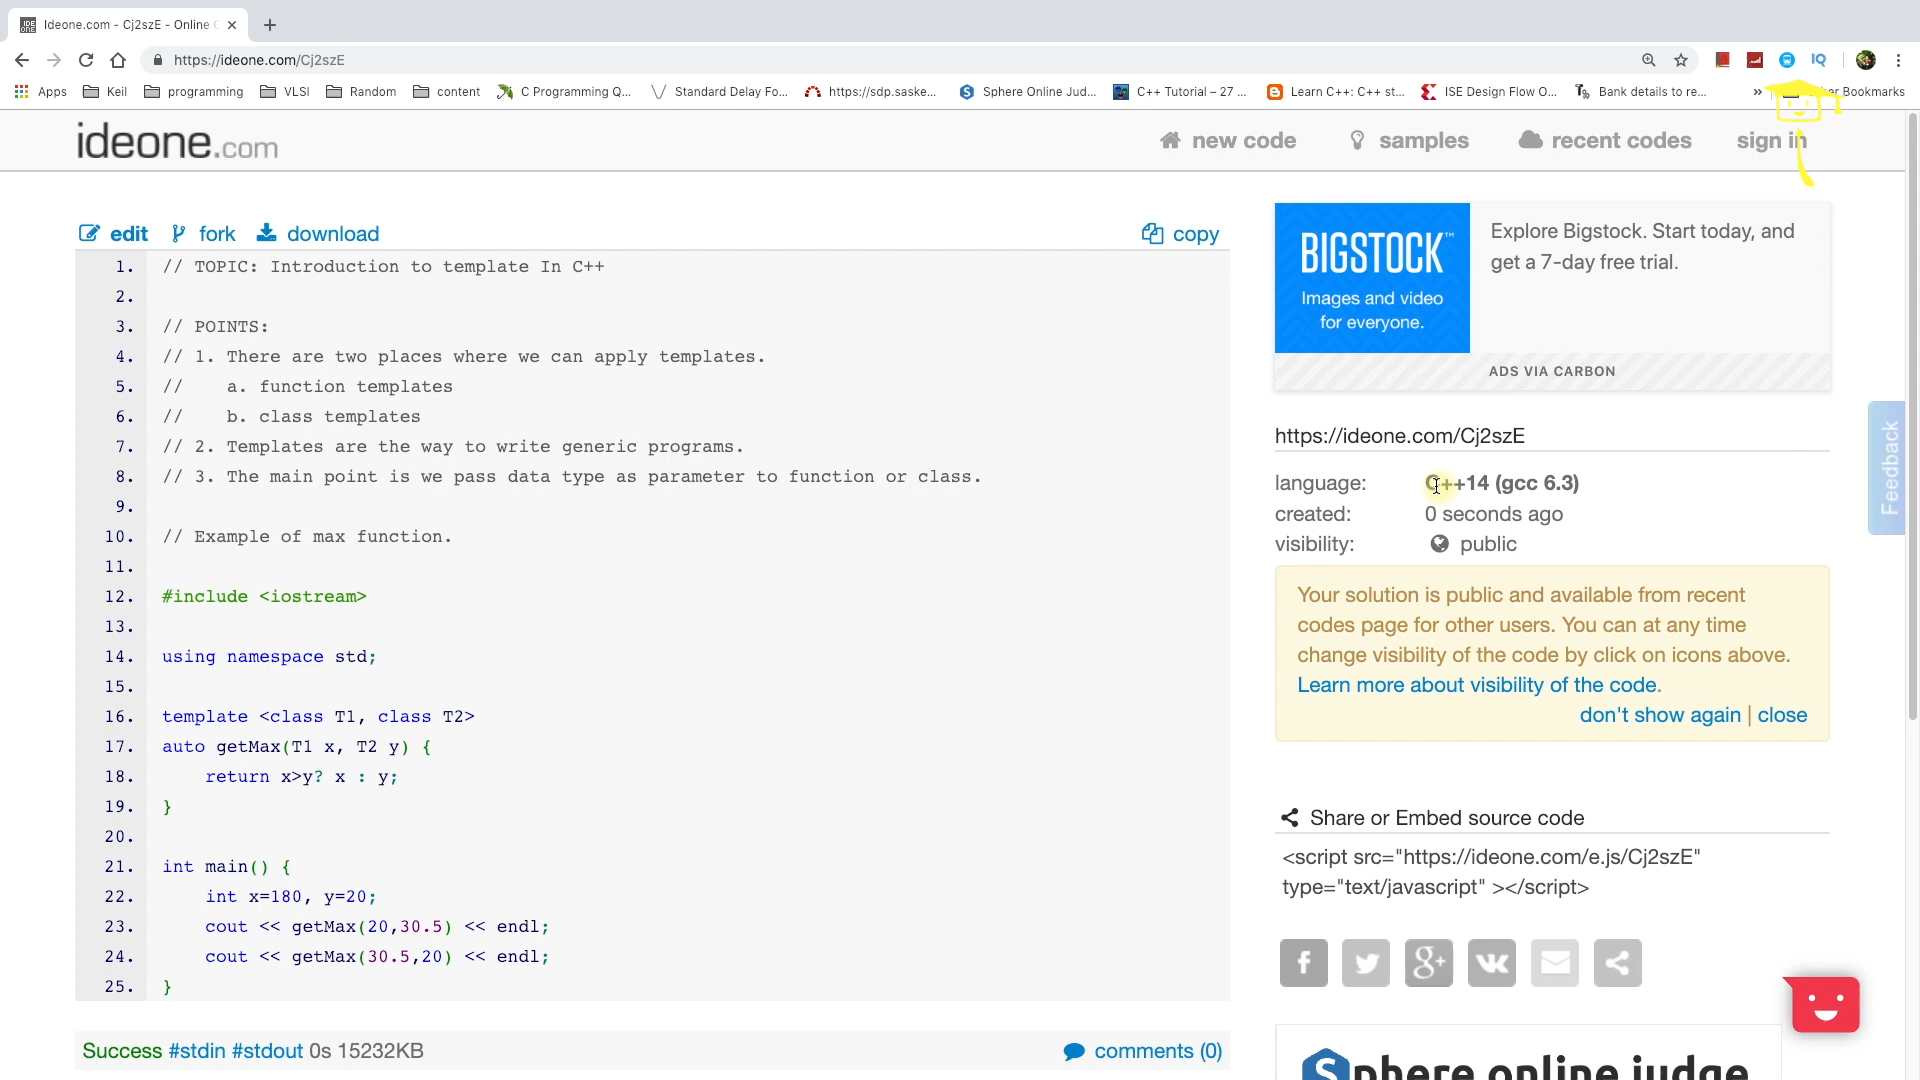 Ideone.com - Cj2szE - Online
https://ideone.com/Cj2szE
Apps Keil programming VLSI Random content C Programming Q... Standard Delay Fo... https://sdp.saske... Sphere Online Jud... C++ Tutorial – 27 ... Learn C++: C++ st... ISE Design Flow O... Bank details to re... » Bookmarks
ideone.com new code samples recent codes sign in
edit fork download copy
1. // TOPIC: Introduction to template In C++
2.
3. // POINTS:
4. // 1. There are two places where we can apply templates.
5. // a. function templates
6. // b. class templates
7. // 2. Templates are the way to write generic programs.
8. // 3. The main point is we pass data type as parameter to function or class.
9.
10. // Example of max function.
11.
12. #include <iostream>
13.
14. using namespace std;
15.
16. template <class T1, class T2>
17. auto getMax(T1 x, T2 y) {
18. return x>y? x : y;
19. }
20.
21. int main() {
22. int x=180, y=20;
23. cout << getMax(20,30.5) << endl;
24. cout << getMax(30.5,20) << endl;
25. }
Success #stdin #stdout 0s 15232KB comments (0)
BIGSTOCK™
Images and video
for everyone.
Explore Bigstock. Start today, and
get a 7-day free trial.
ADS VIA CARBON
https://ideone.com/Cj2szE
language: C++14 (gcc 6.3)
created: 0 seconds ago
visibility: public
Your solution is public and available from recent
codes page for other users. You can at any time
change visibility of the code by click on icons above.
Learn more about visibility of the code.
don't show again | close
Share or Embed source code
<script src="https://ideone.com/e.js/Cj2szE"
type="text/javascript" ></script>
Sphere online judge
Feedback